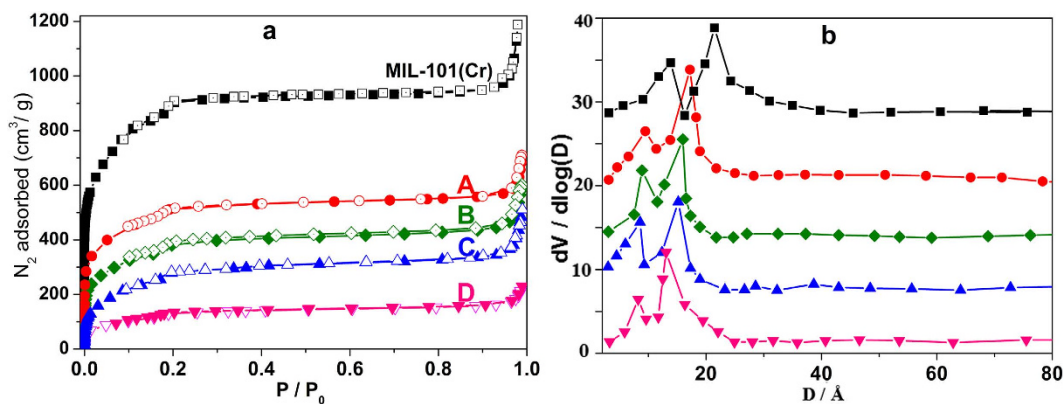 a
MIL-101(Cr)
A
B
C
D
N₂ adsorbed (cm³/ g)
1200
1000
800
600
400
200
0
0.0 0.2 0.4 0.6 0.8 1.0
P / P₀
b
dV / dlog(D)
40
30
20
10
0
20 40 60 80
D / Å